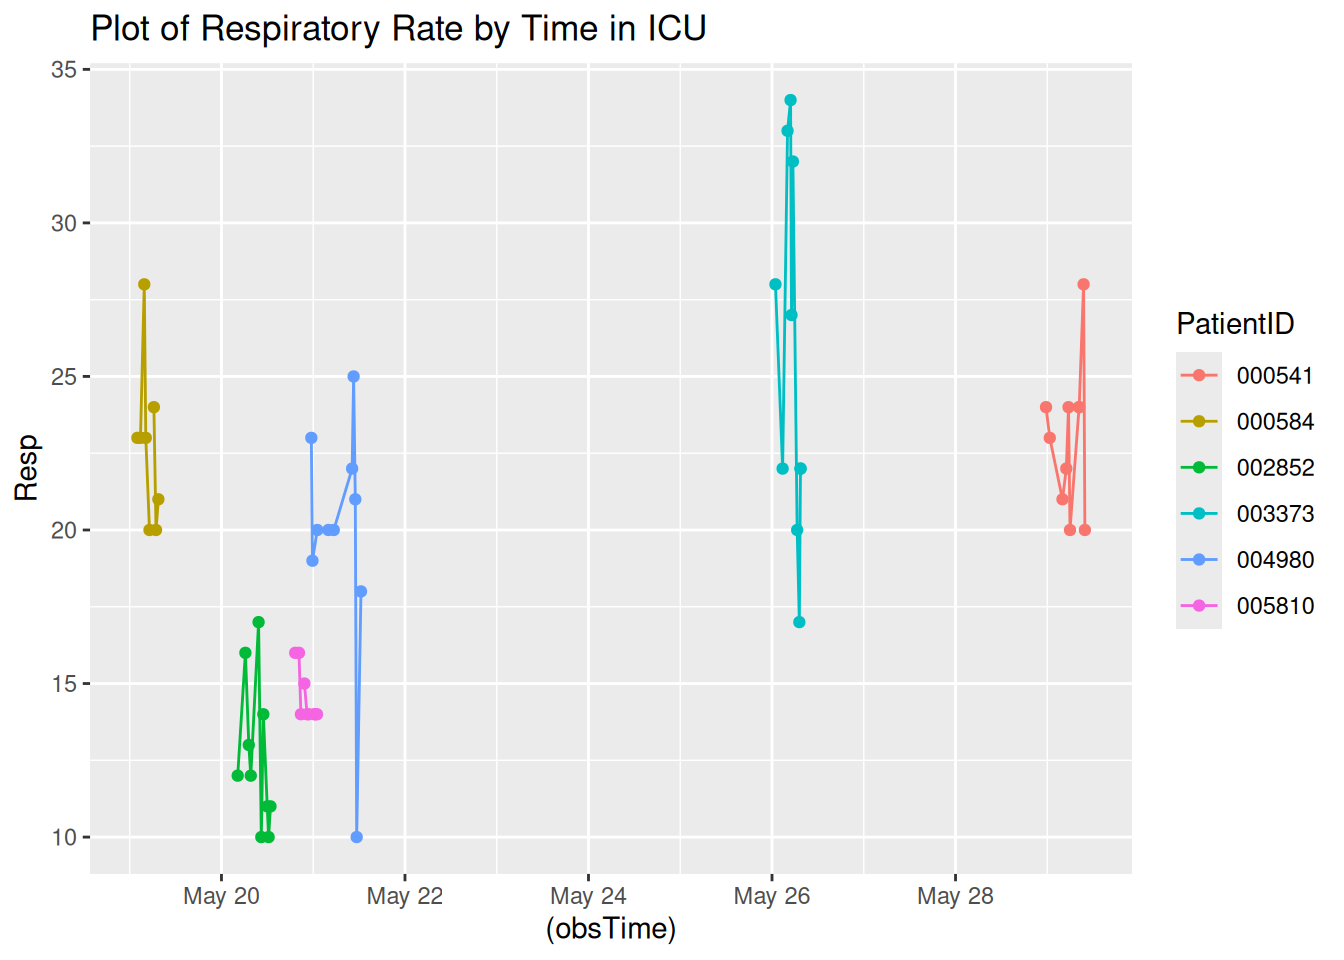 Plot of Respiratory Rate by Time in ICU
35
30
25
20
15
10
Resp
May 20
May 22
May 24
May 26
May 28
(obsTime)
PatientID
000541
000584
002852
003373
004980
005810